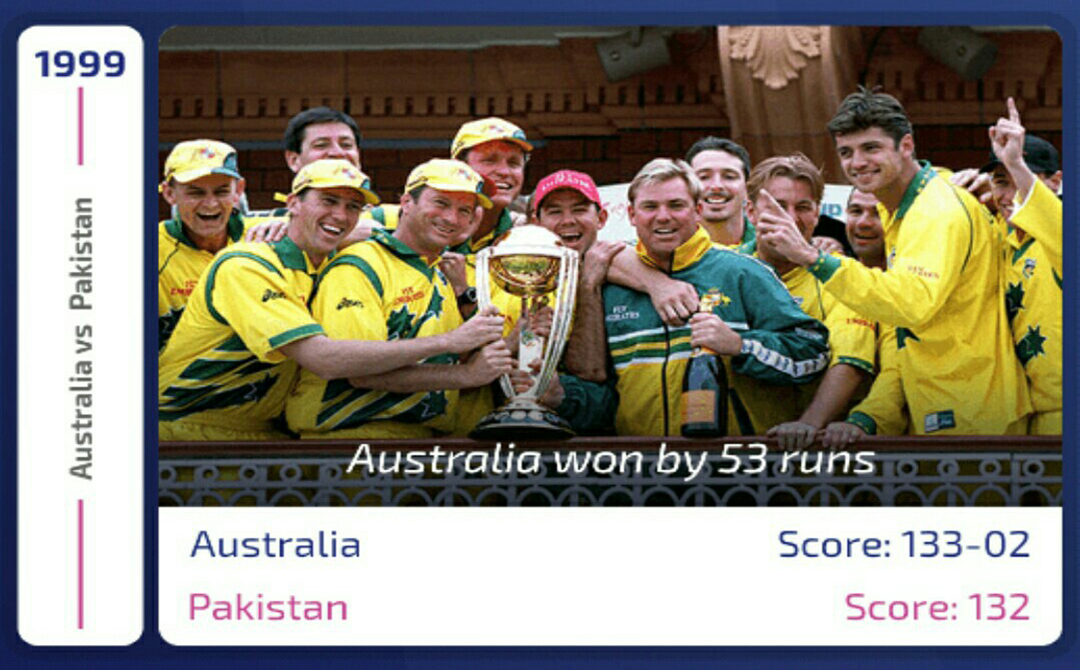 1999
Australia vs Pakistan
Australia won by 53 runs
Australia
Score: 133-02
Pakistan
Score: 132